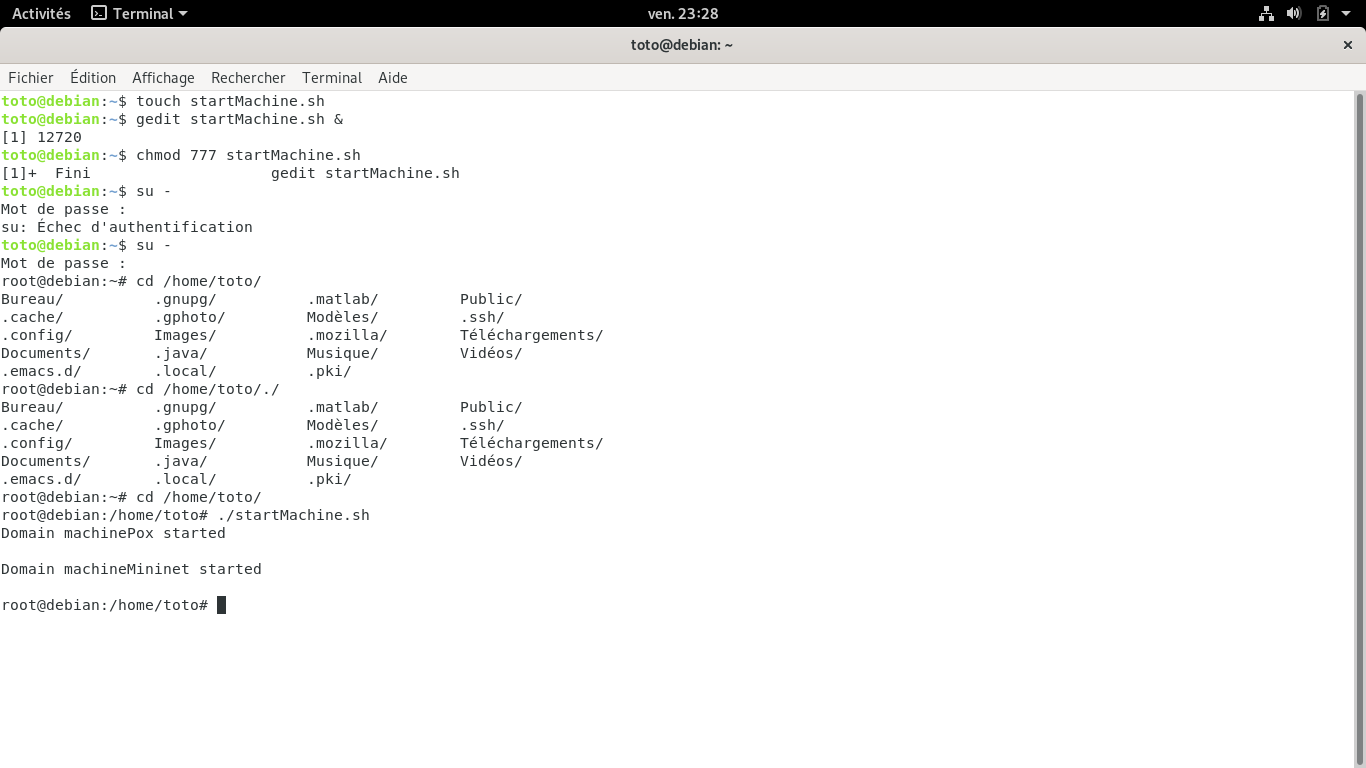 Activités Terminal ven. 23:28
toto@debian: ~ ×
Fichier Édition Affichage Rechercher Terminal Aide
toto@debian:~$ touch startMachine.sh
toto@debian:~$ gedit startMachine.sh &
[1] 12720
toto@debian:~$ chmod 777 startMachine.sh
[1]+  Fini                    gedit startMachine.sh
toto@debian:~$ su -
Mot de passe :
su: Échec d'authentification
toto@debian:~$ su -
Mot de passe :
root@debian:~# cd /home/toto/
Bureau/          .gnupg/          .matlab/         Public/
.cache/          .gphoto/         Modèles/         .ssh/
.config/         Images/          .mozilla/        Téléchargements/
Documents/       .java/           Musique/         Vidéos/
.emacs.d/        .local/          .pki/
root@debian:~# cd /home/toto/./
Bureau/          .gnupg/          .matlab/         Public/
.cache/          .gphoto/         Modèles/         .ssh/
.config/         Images/          .mozilla/        Téléchargements/
Documents/       .java/           Musique/         Vidéos/
.emacs.d/        .local/          .pki/
root@debian:~# cd /home/toto/
root@debian:/home/toto# ./startMachine.sh
Domain machinePox started
Domain machineMininet started
root@debian:/home/toto#